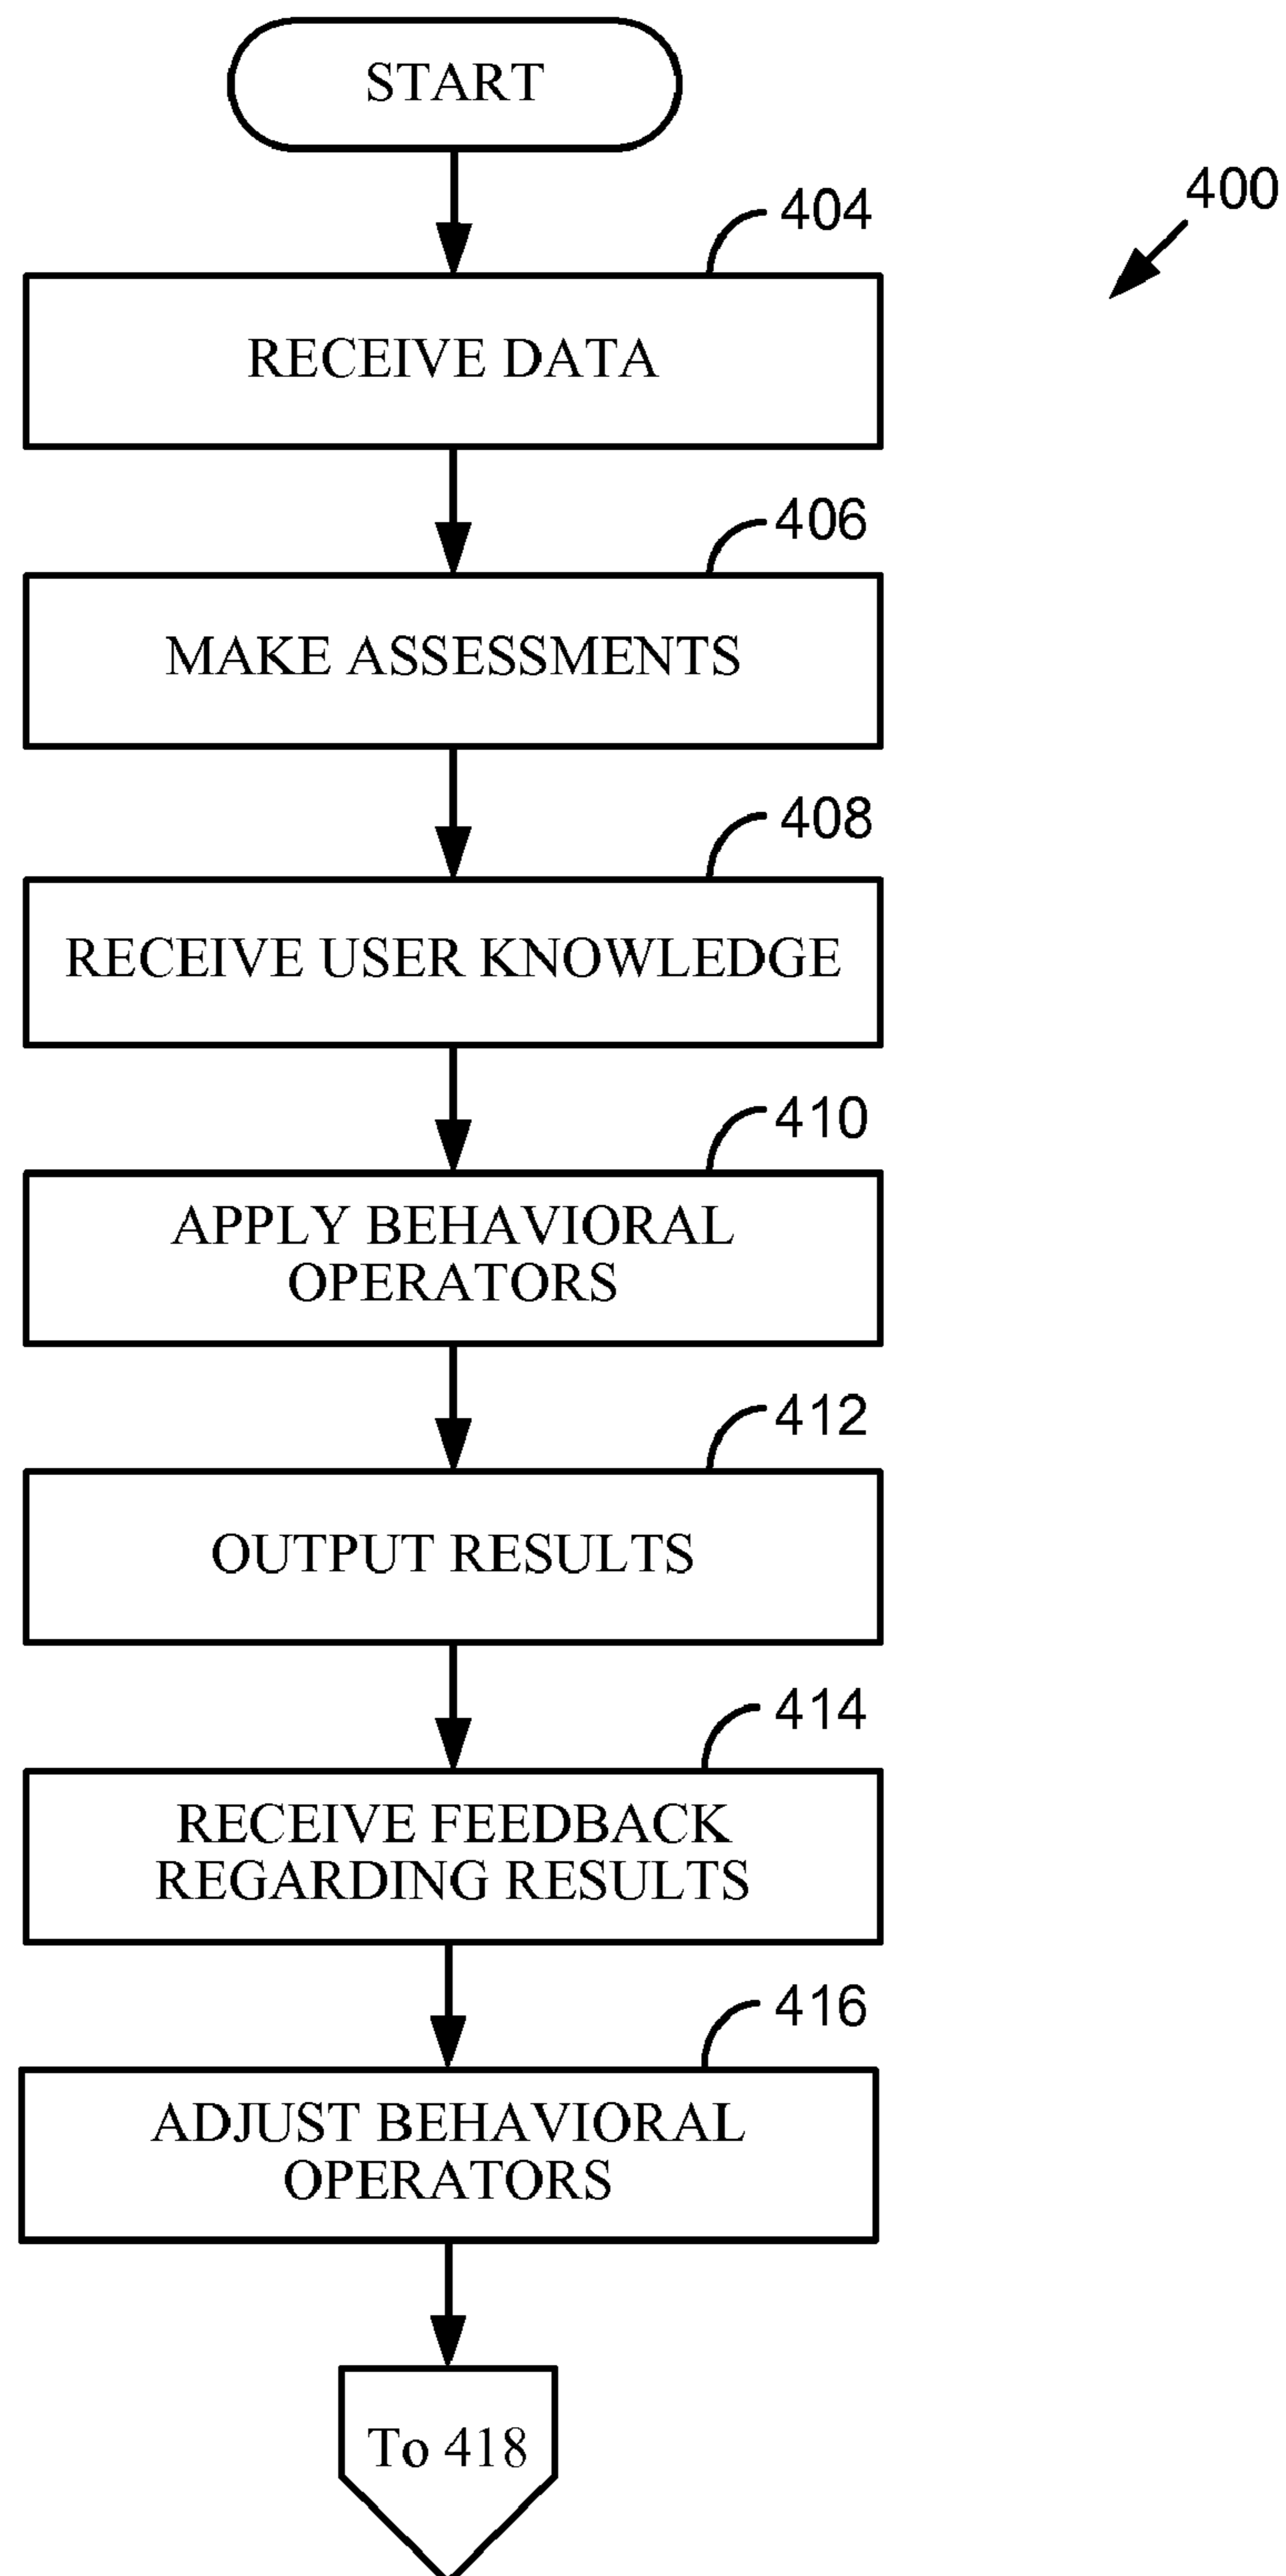 START
400
404
RECEIVE DATA
406
MAKE ASSESSMENTS
408
RECEIVE USER KNOWLEDGE
410
APPLY BEHAVIORAL
OPERATORS
412
OUTPUT RESULTS
414
RECEIVE FEEDBACK
REGARDING RESULTS
416
ADJUST BEHAVIORAL
OPERATORS
To 418